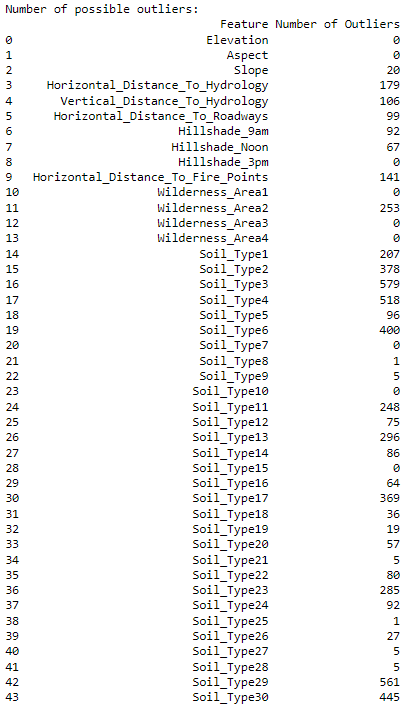 Number of possible outliers:
Feature Number of Outliers
0 Elevation 0
1 Aspect 0
2 Slope 20
3 Horizontal_Distance_To_Hydrology 179
4 Vertical_Distance_To_Hydrology 106
5 Horizontal_Distance_To_Roadways 99
6 Hillshade_9am 92
7 Hillshade_Noon 67
8 Hillshade_3pm 0
9 Horizontal_Distance_To_Fire_Points 141
10 Wilderness_Area1 0
11 Wilderness_Area2 253
12 Wilderness_Area3 0
13 Wilderness_Area4 0
14 Soil_Type1 207
15 Soil_Type2 378
16 Soil_Type3 579
17 Soil_Type4 518
18 Soil_Type5 96
19 Soil_Type6 400
20 Soil_Type7 0
21 Soil_Type8 1
22 Soil_Type9 5
23 Soil_Type10 0
24 Soil_Type11 248
25 Soil_Type12 75
26 Soil_Type13 296
27 Soil_Type14 86
28 Soil_Type15 0
29 Soil_Type16 64
30 Soil_Type17 369
31 Soil_Type18 36
32 Soil_Type19 19
33 Soil_Type20 57
34 Soil_Type21 5
35 Soil_Type22 80
36 Soil_Type23 285
37 Soil_Type24 92
38 Soil_Type25 1
39 Soil_Type26 27
40 Soil_Type27 5
41 Soil_Type28 5
42 Soil_Type29 561
43 Soil_Type30 445